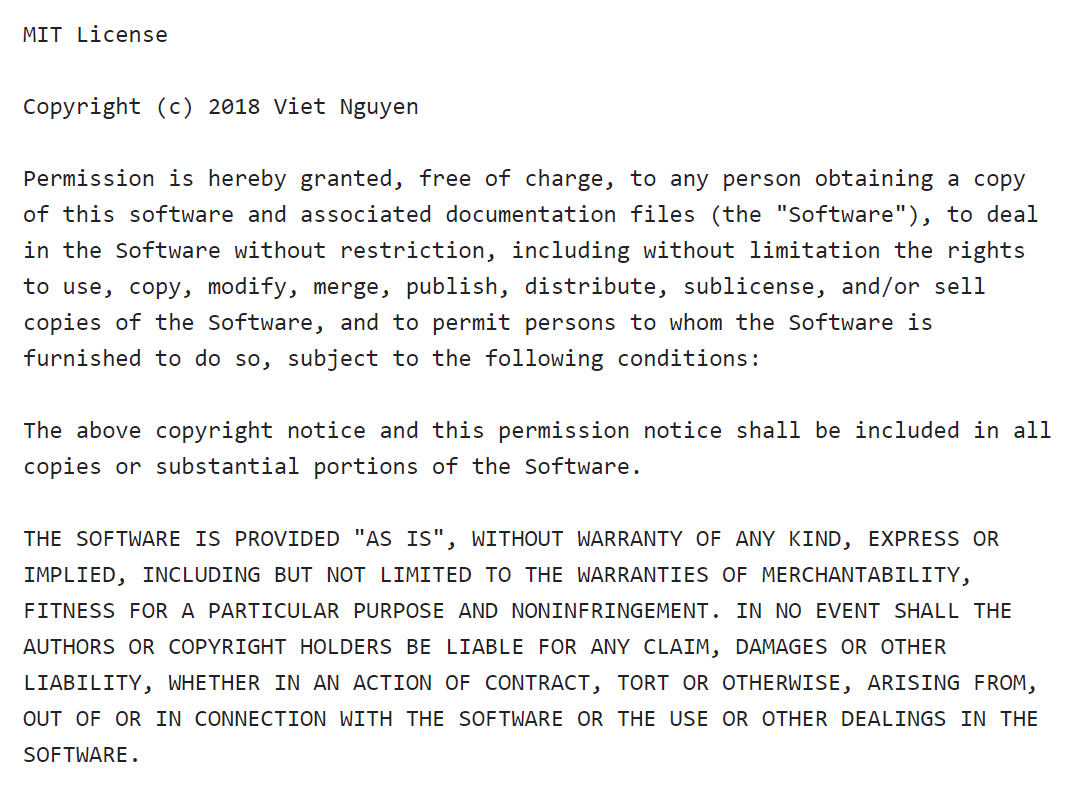 MIT License
Copyright (c) 2018 Viet Nguyen
Permission is hereby granted, free of charge, to any person obtaining a copy
of this software and associated documentation files (the "Software"), to deal
in the Software without restriction, including without limitation the rights
to use, copy, modify, merge, publish, distribute, sublicense, and/or sell
copies of the Software, and to permit persons to whom the Software is
furnished to do so, subject to the following conditions:
The above copyright notice and this permission notice shall be included in all
copies or substantial portions of the Software.
THE SOFTWARE IS PROVIDED "AS IS", WITHOUT WARRANTY OF ANY KIND, EXPRESS OR
IMPLIED, INCLUDING BUT NOT LIMITED TO THE WARRANTIES OF MERCHANTABILITY,
FITNESS FOR A PARTICULAR PURPOSE AND NONINFRINGEMENT. IN NO EVENT SHALL THE
AUTHORS OR COPYRIGHT HOLDERS BE LIABLE FOR ANY CLAIM, DAMAGES OR OTHER
LIABILITY, WHETHER IN AN ACTION OF CONTRACT, TORT OR OTHERWISE, ARISING FROM,
OUT OF OR IN CONNECTION WITH THE SOFTWARE OR THE USE OR OTHER DEALINGS IN THE
SOFTWARE.